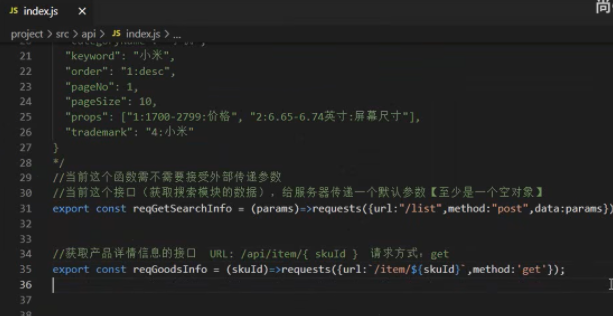 index.js
尚
project > src > api > index.js > ...
21 "keyword": "小米",
22 "order": "1:desc",
23 "pageNo": 1,
24 "pageSize": 10,
25 "props": ["1:1700-2799:价格", "2:6.65-6.74英寸:屏幕尺寸"],
26 "trademark": "4:小米"
27 }
28 */
29 //当前这个函数需不需要接受外部传递参数
30 //当前这个接口（获取搜索模块的数据），给服务器传递一个默认参数【至少是一个空对象】
31 export const reqGetSearchInfo = (params)=>requests({url:"/list",method:"post",data:params})
32
33
34 //获取产品详情信息的接口 URL: /api/item/{ skuId } 请求方式：get
35 export const reqGoodsInfo = (skuId)=>requests({url:`/item/${skuId}`,method:'get'});
36
37
38